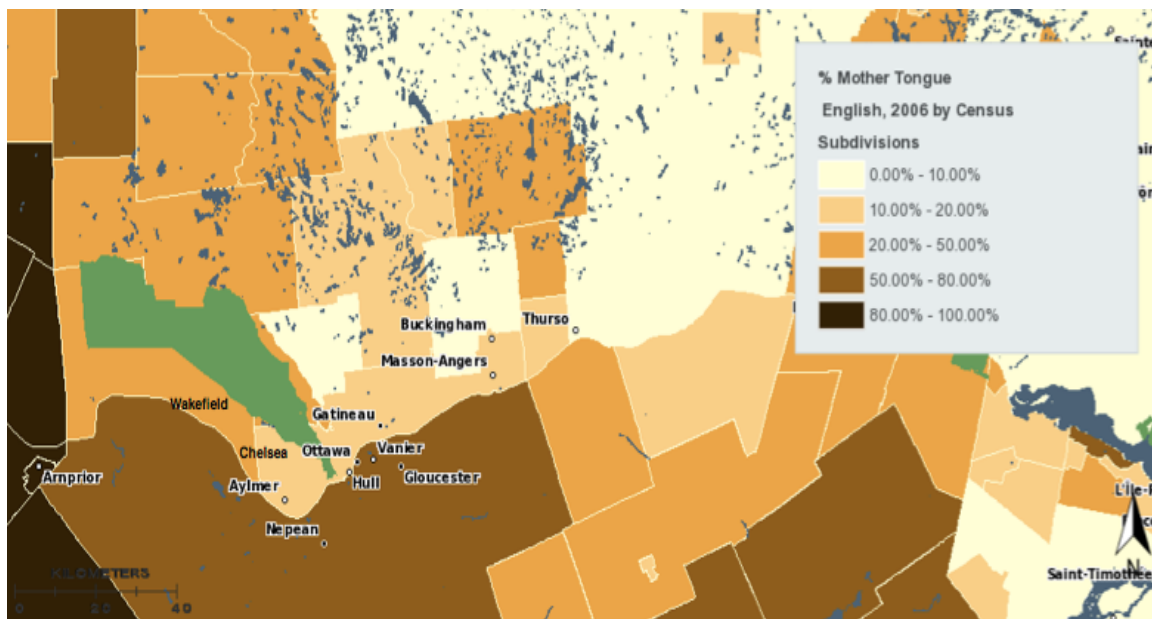 Sainte
% Mother Tongue
English, 2006 by Census
Subdivisions
0.00% - 10.00%
10.00% - 20.00%
20.00% - 50.00%
50.00% - 80.00%
80.00% - 100.00%
Buckingham
Thurso
Masson-Angers
Wakefield
Gatineau
Chelsea
Ottawa
Vanier
Arnprior
Aylmer
Hull
Gloucester
Nepean
L'Île-P
KILOMETERS
0 20 40
N
Saint-Timothée